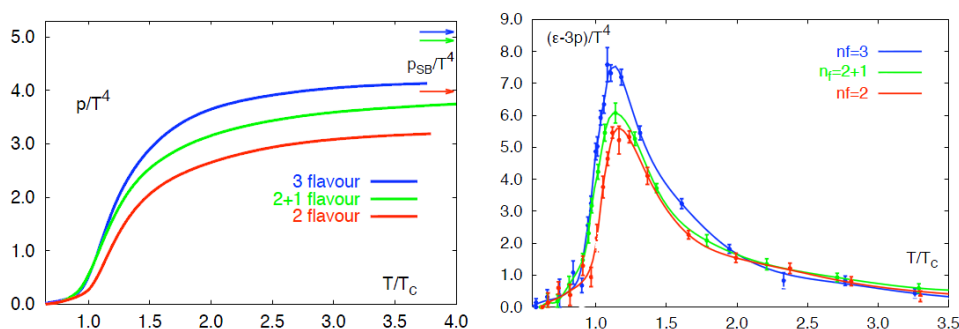 5.0
4.0
3.0
2.0
1.0
0.0
p/T⁴
p_SB/T⁴
3 flavour
2+1 flavour
2 flavour
T/T_C
1.0 1.5 2.0 2.5 3.0 3.5 4.0
9.0
8.0
7.0
6.0
5.0
4.0
3.0
2.0
1.0
0.0
(ε-3p)/T⁴
nf=3
n_f=2+1
nf=2
T/T_C
1.0 1.5 2.0 2.5 3.0 3.5